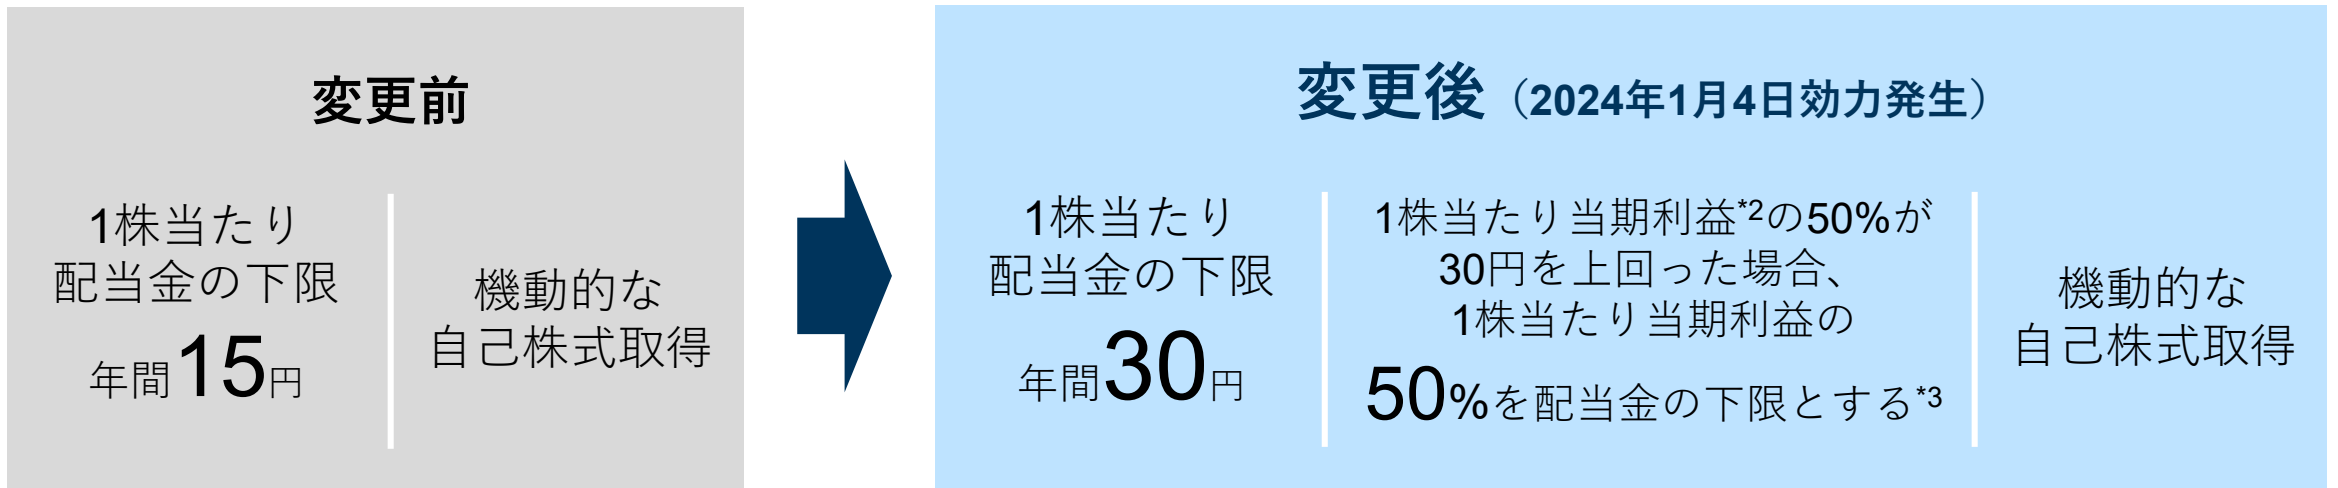 変更前
1株当たり
配当金の下限
年間15円
機動的な
自己株式取得
変更後（2024年1月4日効力発生）
1株当たり
配当金の下限
年間30円
1株当たり当期利益*2の50%が
30円を上回った場合、
1株当たり当期利益の
50%を配当金の下限とする*3
機動的な
自己株式取得